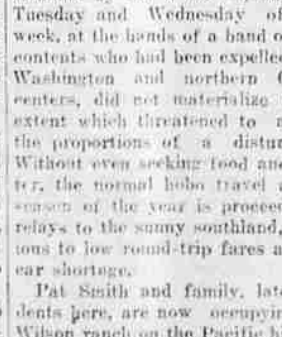 Tuesday and Wednesday of
week, at the hands of a band o
contents who had been expelle
Washington and northern C
centers, did not materialize
extent which threatened to a
the proportions of a distur
Without even seeking food and
ter, the normal hobo travel a
season of the year is proceed
relays to the sunny southland,
ious to low round-trip fares a
car shortage.
Pat Smith and family, late
dents here, are now occupyin
Wilson ranch on the Pacific hi